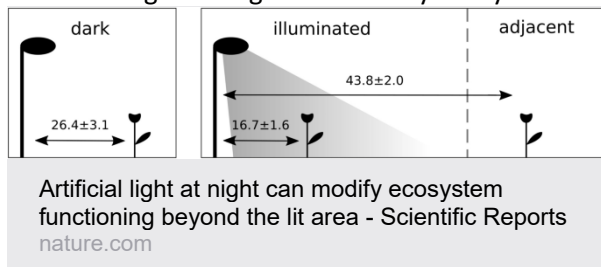 dark
illuminated
adjacent
43.8±2.0
26.4±3.1
16.7±1.6
Artificial light at night can modify ecosystem
functioning beyond the lit area - Scientific Reports
nature.com